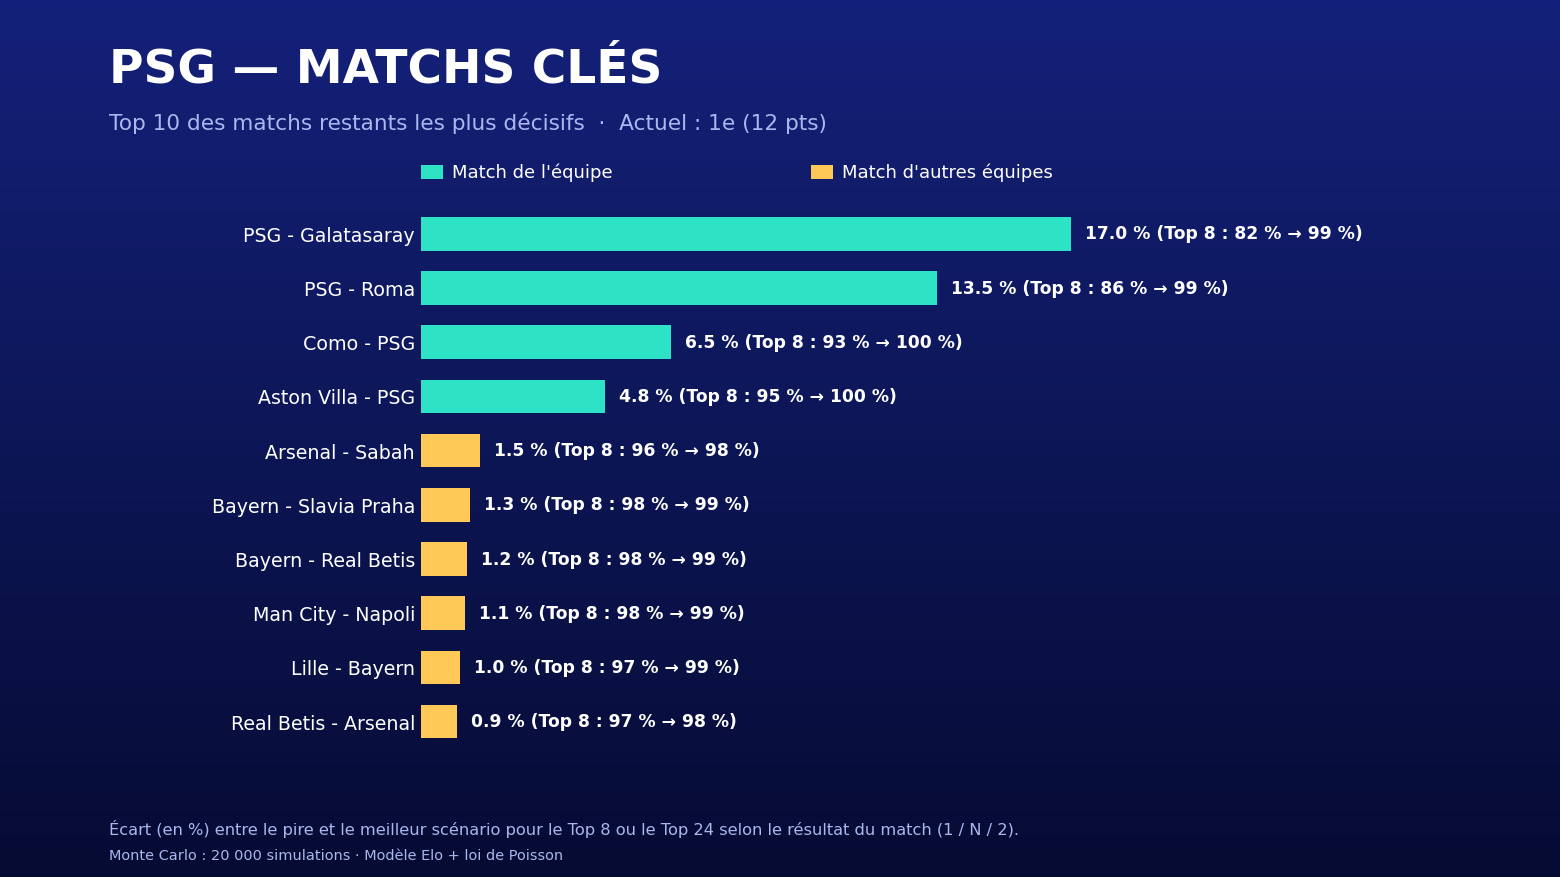 PSG — MATCHS CLÉS
Top 10 des matchs restants les plus décisifs · Actuel : 1e (12 pts)
Match de l'équipe
Match d'autres équipes
PSG - Galatasaray 17.0 % (Top 8 : 82 % → 99 %)
PSG - Roma 13.5 % (Top 8 : 86 % → 99 %)
Como - PSG 6.5 % (Top 8 : 93 % → 100 %)
Aston Villa - PSG 4.8 % (Top 8 : 95 % → 100 %)
Arsenal - Sabah 1.5 % (Top 8 : 96 % → 98 %)
Bayern - Slavia Praha 1.3 % (Top 8 : 98 % → 99 %)
Bayern - Real Betis 1.2 % (Top 8 : 98 % → 99 %)
Man City - Napoli 1.1 % (Top 8 : 98 % → 99 %)
Lille - Bayern 1.0 % (Top 8 : 97 % → 99 %)
Real Betis - Arsenal 0.9 % (Top 8 : 97 % → 98 %)
Écart (en %) entre le pire et le meilleur scénario pour le Top 8 ou le Top 24 selon le résultat du match (1 / N / 2).
Monte Carlo : 20 000 simulations · Modèle Elo + loi de Poisson